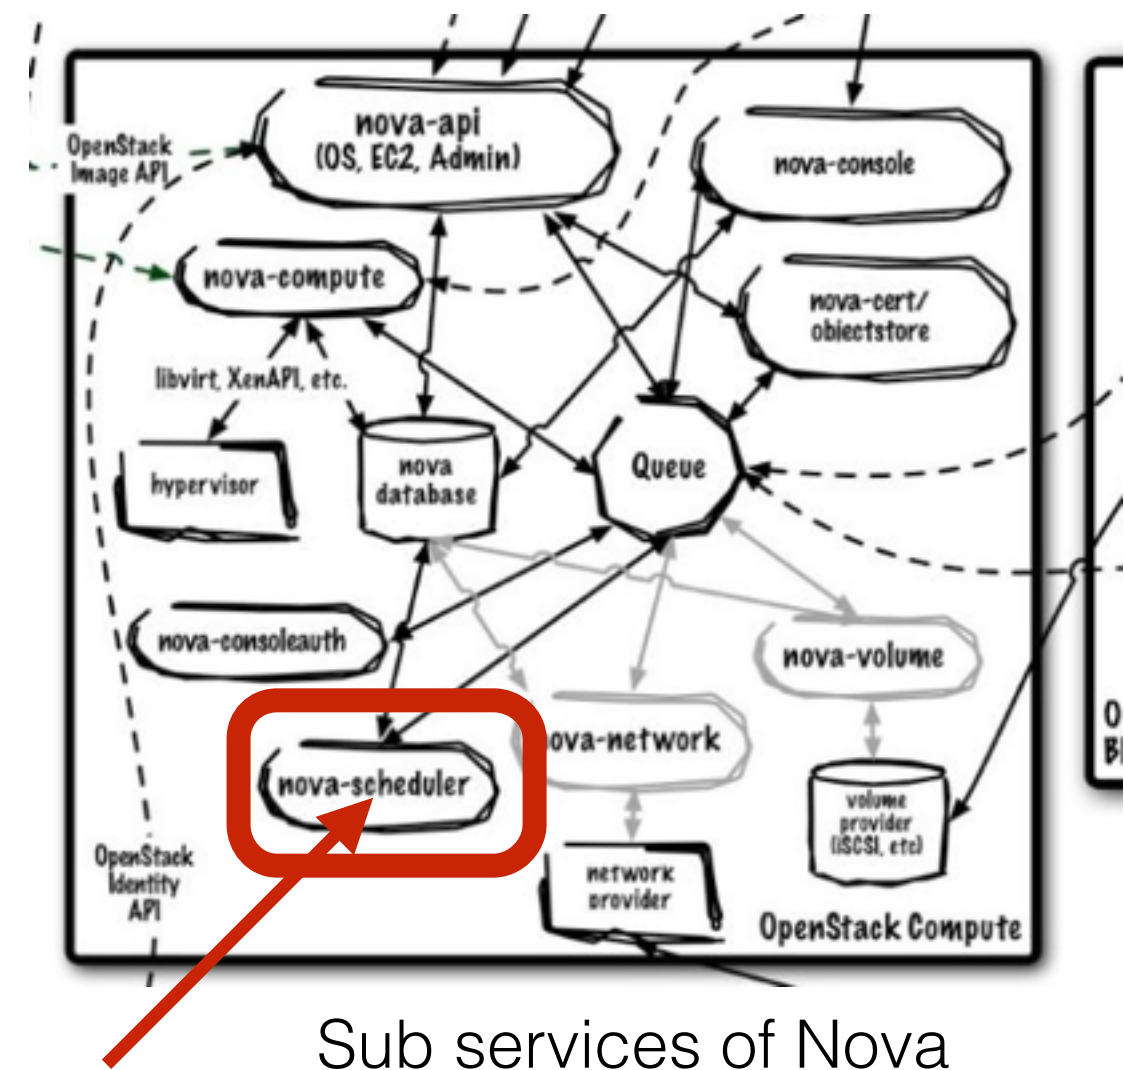 nova-api
(OS, EC2, Admin)
OpenStack
Image API
nova-console
nova-compute
nova-cert/
objectstore
libvirt, XenAPI, etc.
hypervisor
nova
database
Queue
nova-consoleauth
nova-volume
ova-network
nova-scheduler
volume
provider
(iSCSI, etc)
OpenStack
Identity
API
network
provider
OpenStack Compute
O
Bl
Sub services of Nova